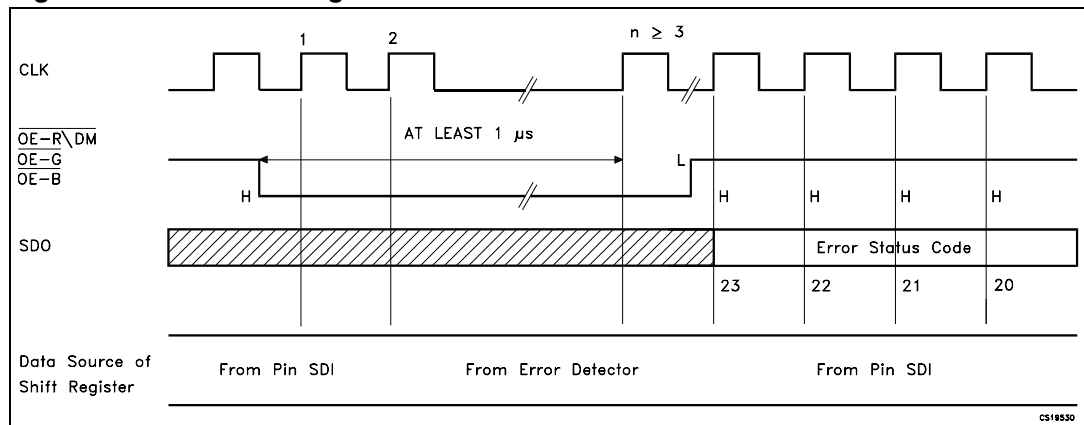 1 2 n ≥ 3
CLK
AT LEAST 1 µs
OE-R\DM
OE-G
OE-B
L
H H H H H
SDO
Error Status Code
23 22 21 20
Data Source of
Shift Register
From Pin SDI From Error Detector From Pin SDI
CS19530